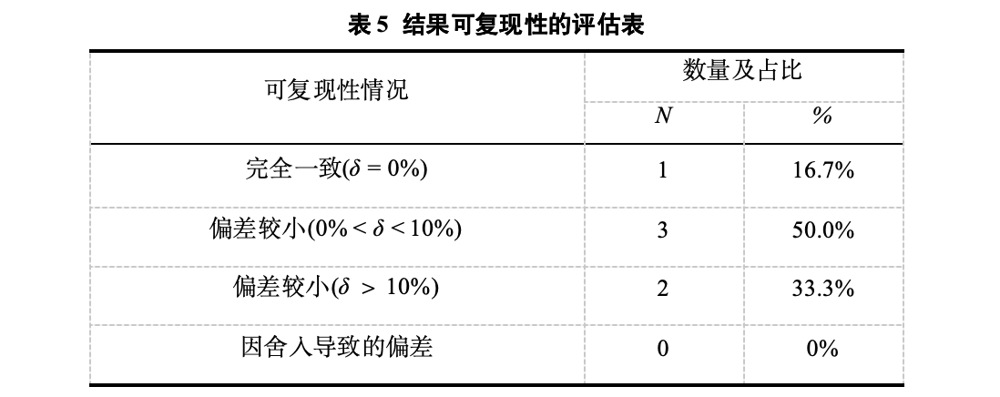 表 5 结果可复现性的评估表
可复现性情况
数量及占比
N
%
完全一致(δ = 0%)
1
16.7%
偏差较小(0% < δ < 10%)
3
50.0%
偏差较小(δ > 10%)
2
33.3%
因舍入导致的偏差
0
0%